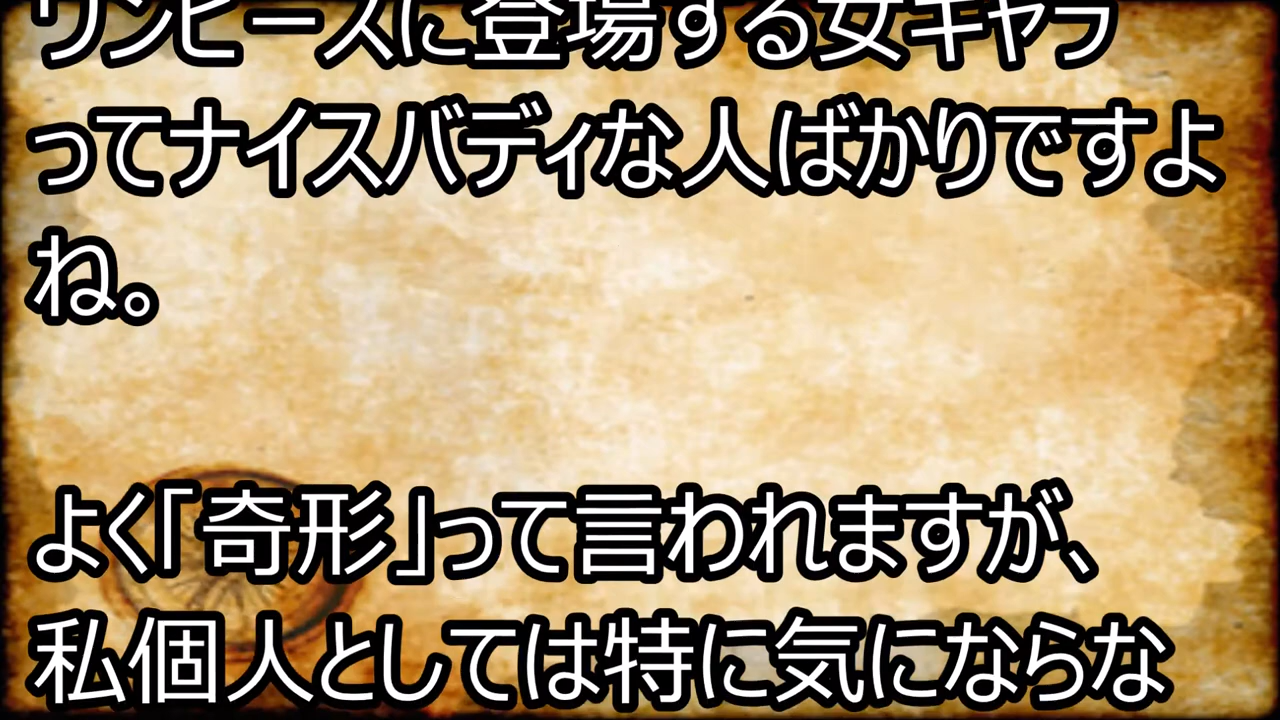 ワンピースに登場する女キャラ
ってナイスバディな人ばかりですよ
ね。
よく「奇形」って言われますが、
私個人としては特に気にならな